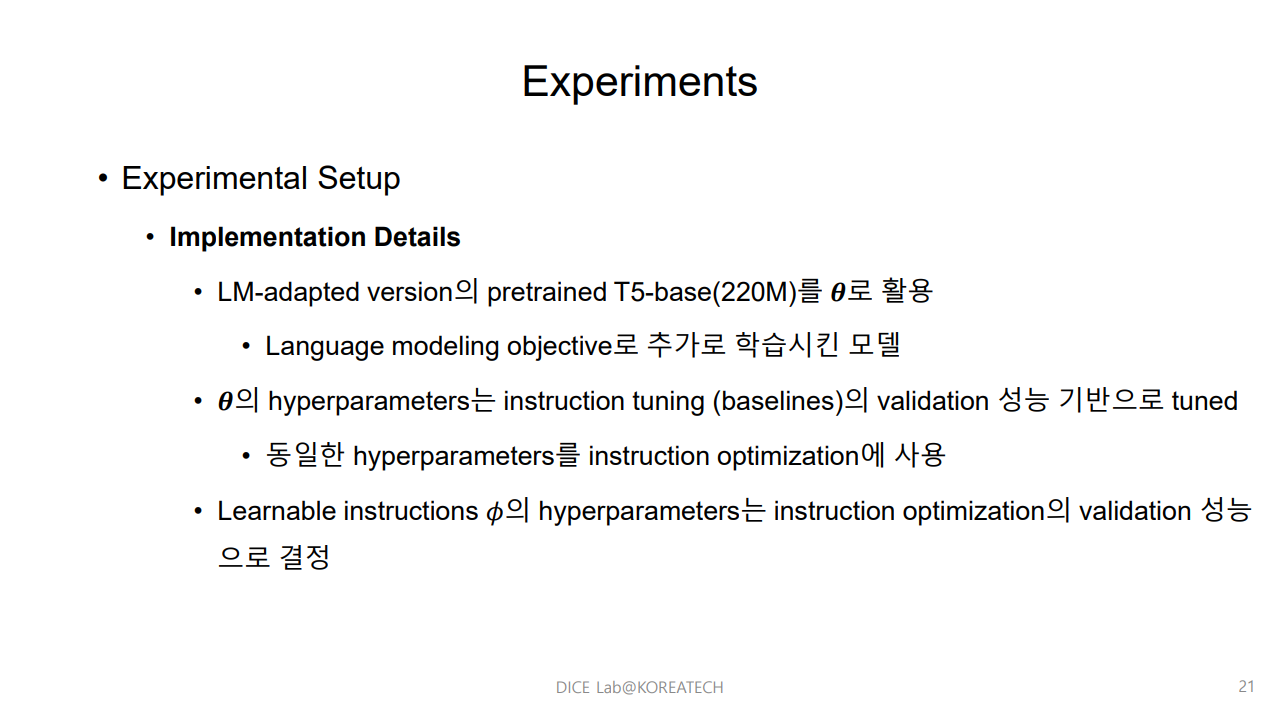 Experiments
• Experimental Setup
• Implementation Details
• LM-adapted version의 pretrained T5-base(220M)를 𝜽로 활용
• Language modeling objective로 추가로 학습시킨 모델
• 𝜽의 hyperparameters는 instruction tuning (baselines)의 validation 성능 기반으로 tuned
• 동일한 hyperparameters를 instruction optimization에 사용
• Learnable instructions 𝜙의 hyperparameters는 instruction optimization의 validation 성능
으로 결정
DICE Lab@KOREATECH
21